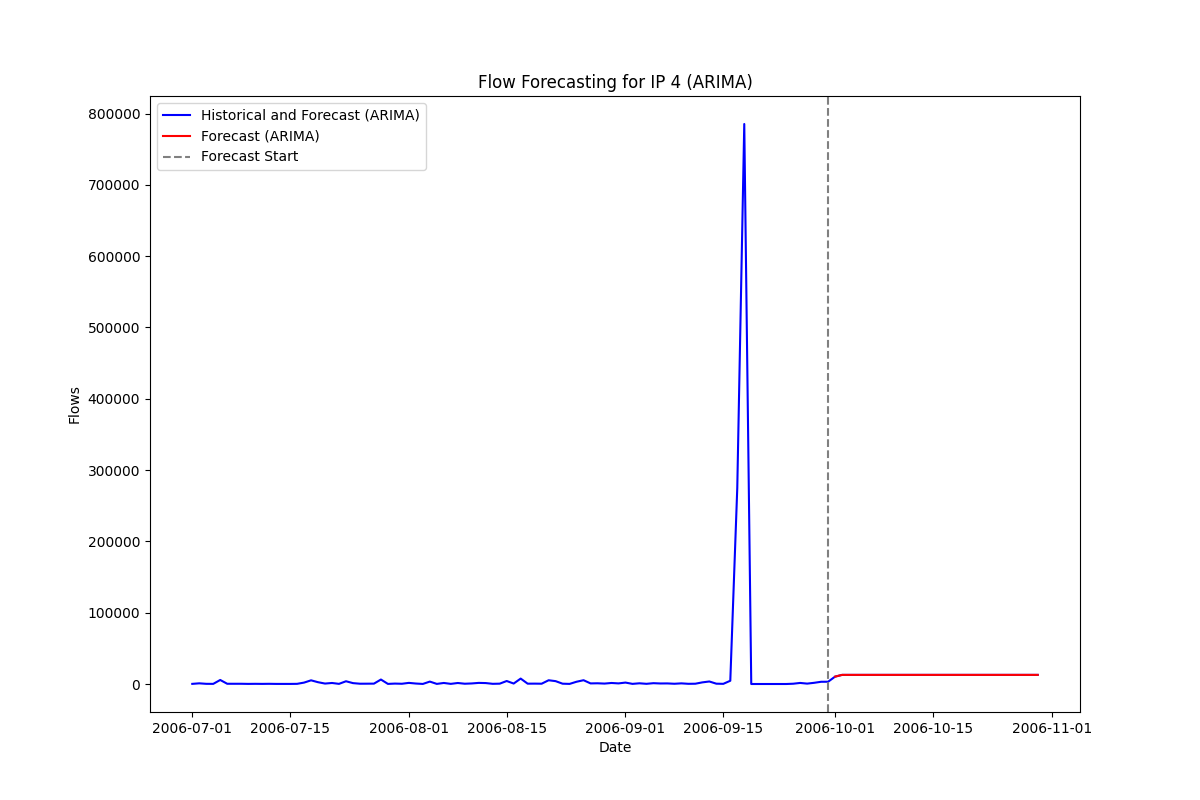 Flow Forecasting for IP 4 (ARIMA)
Historical and Forecast (ARIMA)
Forecast (ARIMA)
Forecast Start
800000
700000
600000
500000
400000
300000
200000
100000
0
Flows
2006-07-01 2006-07-15 2006-08-01 2006-08-15 2006-09-01 2006-09-15 2006-10-01 2006-10-15 2006-11-01
Date